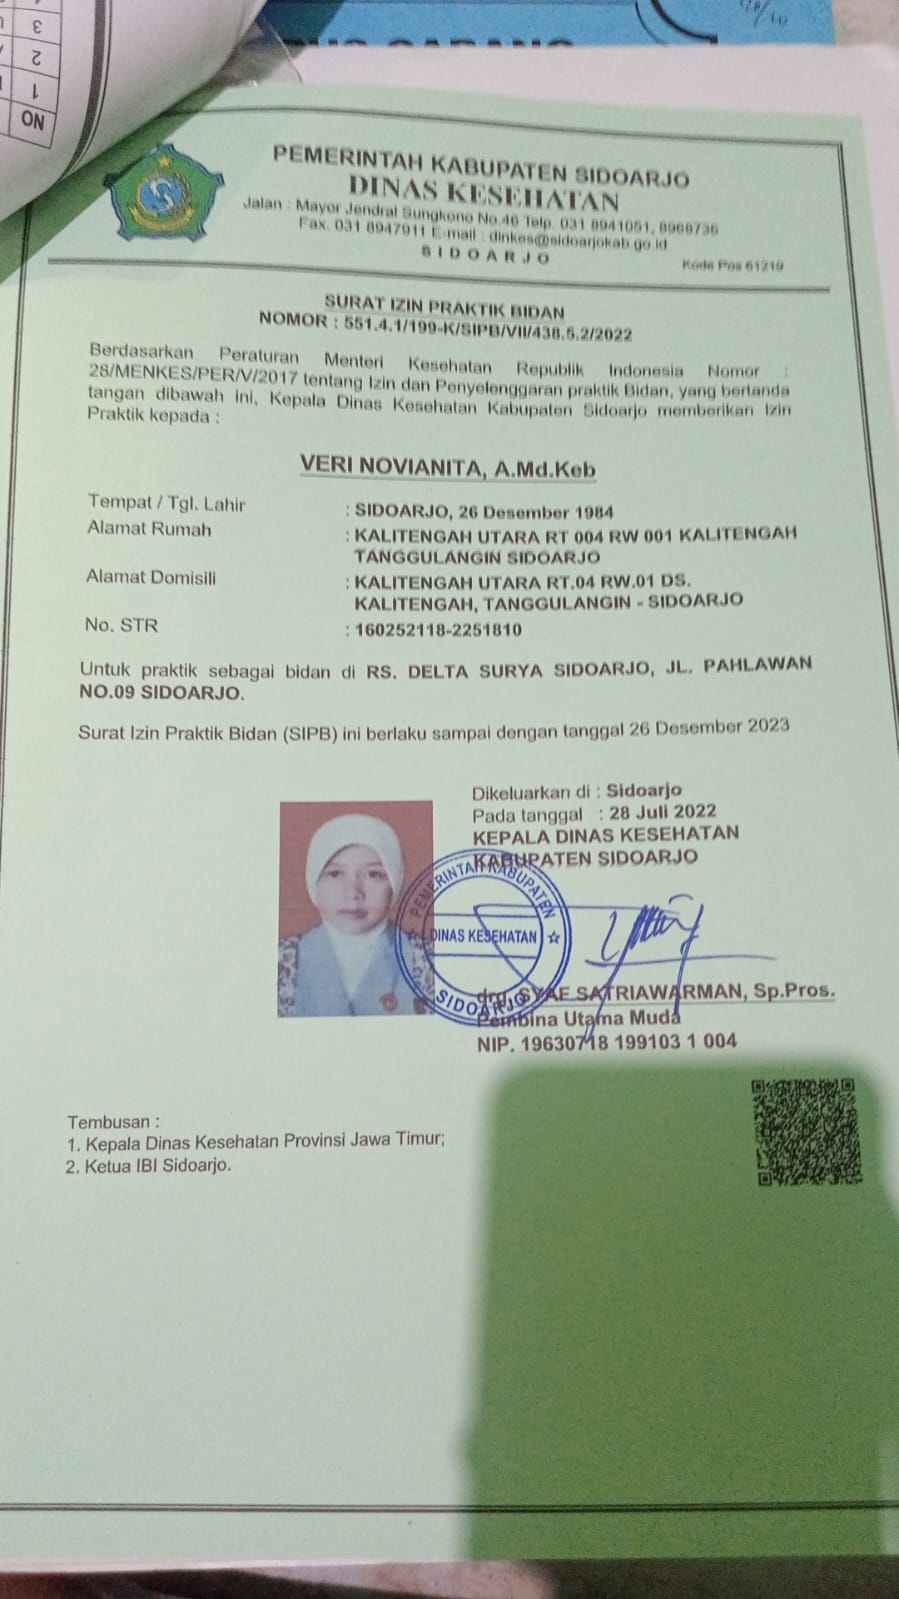 NO
1
2
3
PEMERINTAH KABUPATEN SIDOARJO
DINAS KESEHATAN
Jalan : Mayor Jendral Sungkono No.46 Telp. 031 8941051, 8968736
Fax. 031 8947911 E-mail : dinkes@sidoarjokab.go.id
SIDOARJO
Kode Pos 61219
SURAT IZIN PRAKTIK BIDAN
NOMOR : 551.4.1/199-K/SIPB/VII/438.5.2/2022
Berdasarkan Peraturan Menteri Kesehatan Republik Indonesia Nomor :
28/MENKES/PER/V/2017 tentang Izin dan Penyelenggaran praktik Bidan, yang bertanda
tangan dibawah ini, Kepala Dinas Kesehatan Kabupaten Sidoarjo memberikan Izin
Praktik kepada :
VERI NOVIANITA, A.Md.Keb
Tempat / Tgl. Lahir : SIDOARJO, 26 Desember 1984
Alamat Rumah : KALITENGAH UTARA RT 004 RW 001 KALITENGAH
TANGGULANGIN SIDOARJO
Alamat Domisili : KALITENGAH UTARA RT.04 RW.01 DS.
KALITENGAH, TANGGULANGIN - SIDOARJO
No. STR : 160252118-2251810
Untuk praktik sebagai bidan di RS. DELTA SURYA SIDOARJO, JL. PAHLAWAN
NO.09 SIDOARJO.
Surat Izin Praktik Bidan (SIPB) ini berlaku sampai dengan tanggal 26 Desember 2023
Dikeluarkan di : Sidoarjo
Pada tanggal : 28 Juli 2022
KEPALA DINAS KESEHATAN
KABUPATEN SIDOARJO
PEMERINTAH KABUPATEN
DINAS KESEHATAN
SIDOARJO
drg. SYAF SATRIAWARMAN, Sp.Pros.
Pembina Utama Muda
NIP. 19630718 199103 1 004
Tembusan :
1. Kepala Dinas Kesehatan Provinsi Jawa Timur;
2. Ketua IBI Sidoarjo.